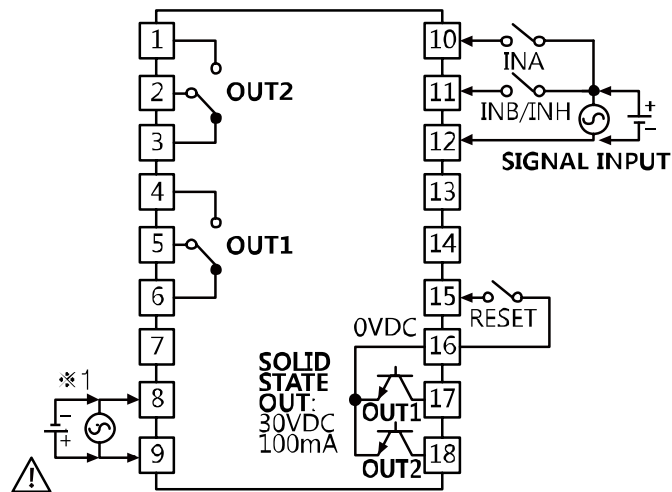 1
2
3
4
5
6
7
8
9
10
11
12
13
14
15
16
17
18
OUT2
OUT1
INA
INB/INH
+
−
SIGNAL INPUT
RESET
0VDC
SOLID
STATE
OUT:
30VDC
100mA
OUT1
OUT2
※1
−
+
!